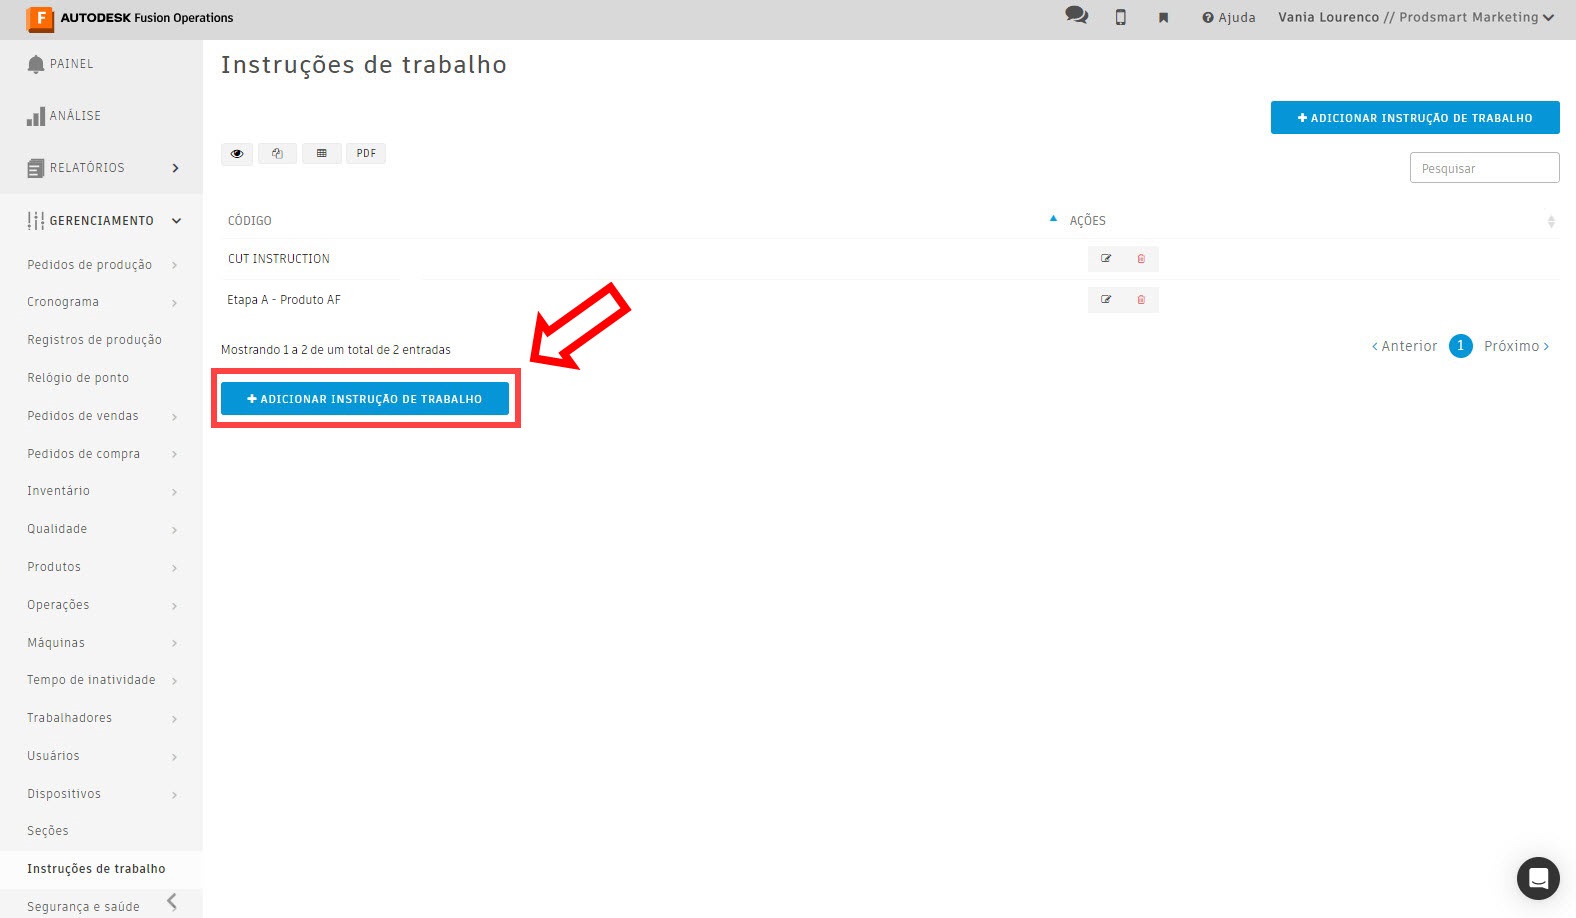 F AUTODESK Fusion Operations
Ajuda
Vania Lourenco // Prodsmart Marketing
PAINEL
ANÁLISE
RELATÓRIOS
GERENCIAMENTO
Pedidos de produção
Cronograma
Registros de produção
Relógio de ponto
Pedidos de vendas
Pedidos de compra
Inventário
Qualidade
Produtos
Operações
Máquinas
Tempo de inatividade
Trabalhadores
Usuários
Dispositivos
Seções
Instruções de trabalho
Segurança e saúde
Instruções de trabalho
+ ADICIONAR INSTRUÇÃO DE TRABALHO
PDF
Pesquisar
CÓDIGO AÇÕES
CUT INSTRUCTION
Etapa A - Produto AF
Mostrando 1 a 2 de um total de 2 entradas
< Anterior 1 Próximo >
+ ADICIONAR INSTRUÇÃO DE TRABALHO